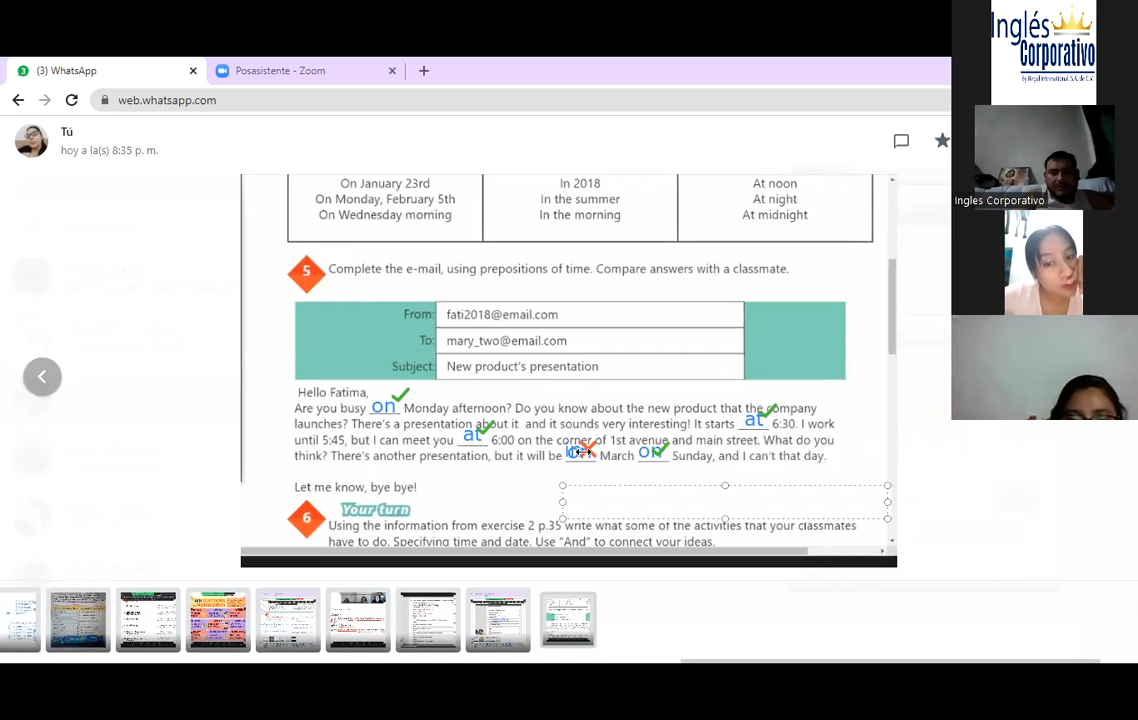 (3) WhatsApp
Posasistente - Zoom
web.whatsapp.com
Tú
hoy a la(s) 8:35 p. m.
Inglés
Corporativo
Ingles Corporativo
On January 23rd
In 2018
At noon
On Monday, February 5th
In the summer
At night
On Wednesday morning
In the morning
At midnight
5 Complete the e-mail, using prepositions of time. Compare answers with a classmate.
From: fati2018@email.com
To: mary_two@email.com
Subject: New product's presentation
Hello Fatima,
Are you busy on Monday afternoon? Do you know about the new product that the company
launches? There's a presentation about it and it sounds very interesting! It starts at 6:30. I work
until 5:45, but I can meet you at 6:00 on the corner of 1st avenue and main street. What do you
think? There's another presentation, but it will be March on Sunday, and I can't that day.
Let me know, bye bye!
6 Your turn
Using the information from exercise 2 p.35 write what some of the activities that your classmates
have to do. Specifying time and date. Use "And" to connect your ideas.